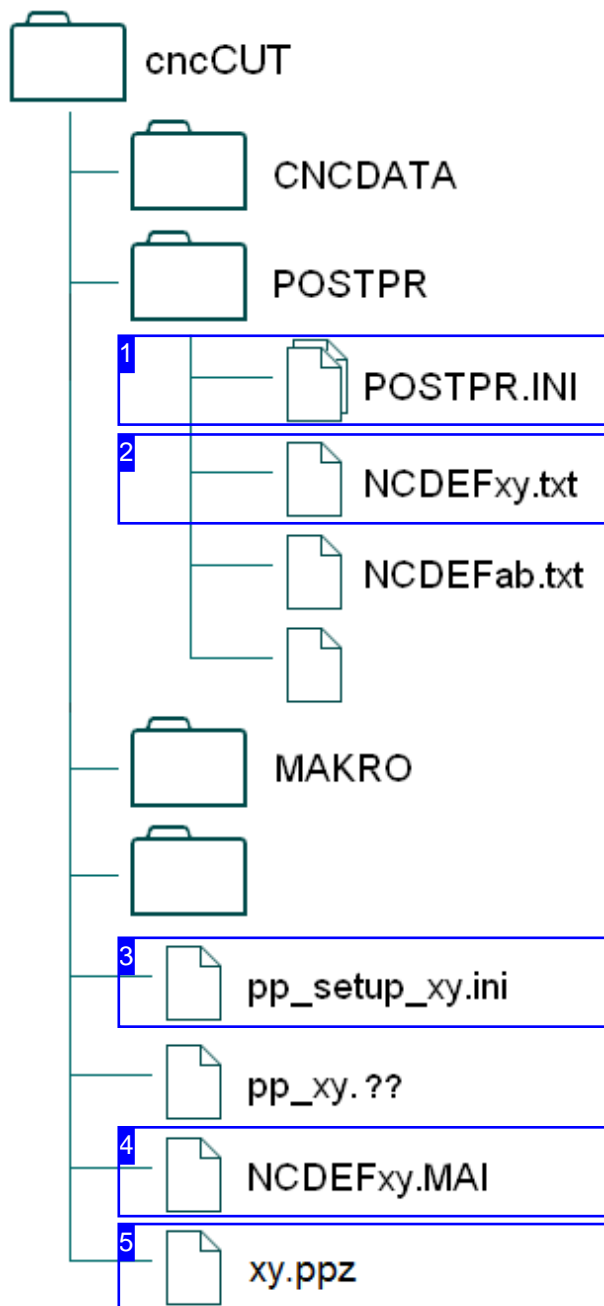 cncCUT
CNCDATA
POSTPR
1
POSTPR.INI
2
NCDEFxy.txt
NCDEFab.txt
MAKRO
3
pp_setup_xy.ini
pp_xy.??
4
NCDEFxy.MAI
5
xy.ppz